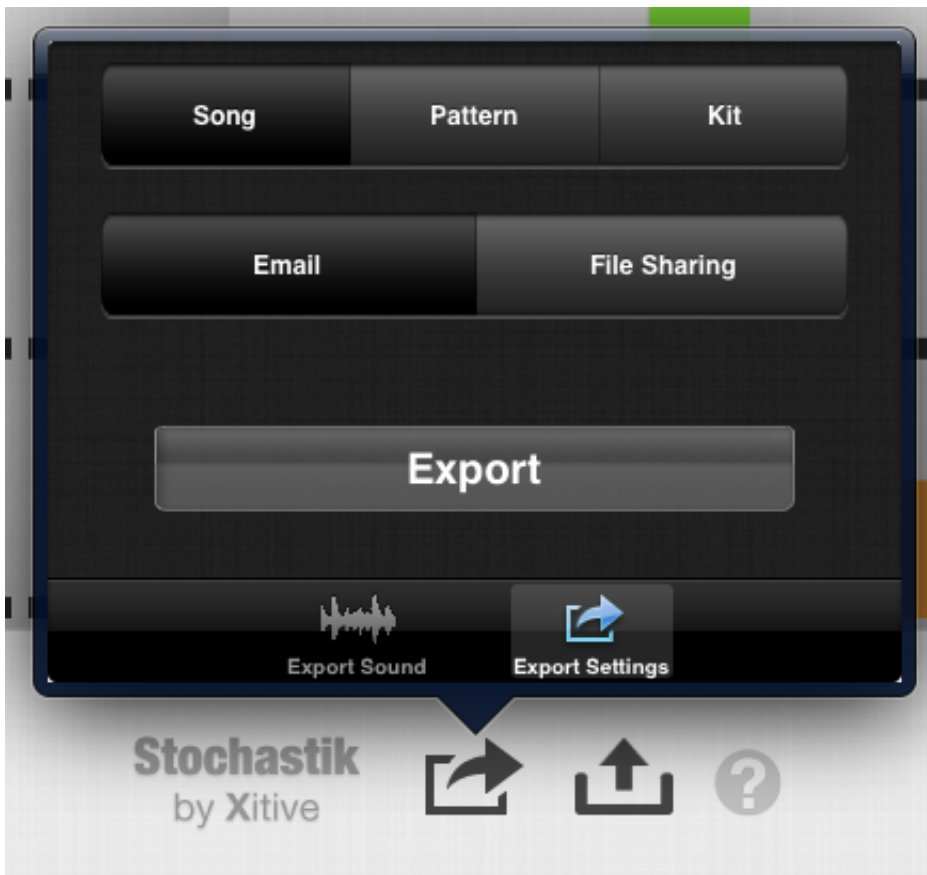 Song Pattern Kit
Email File Sharing
Export
Export Sound Export Settings
Stochastik
by Xitive
?